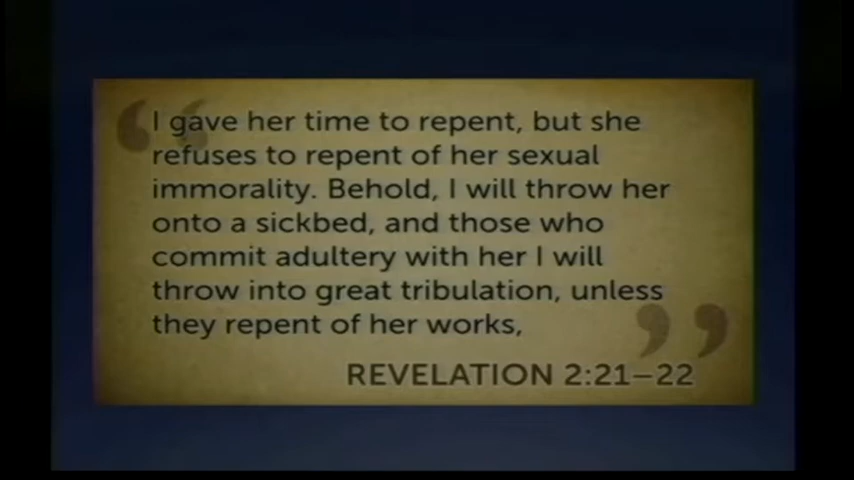 “I gave her time to repent, but she
refuses to repent of her sexual
immorality. Behold, I will throw her
onto a sickbed, and those who
commit adultery with her I will
throw into great tribulation, unless
they repent of her works,”
REVELATION 2:21–22